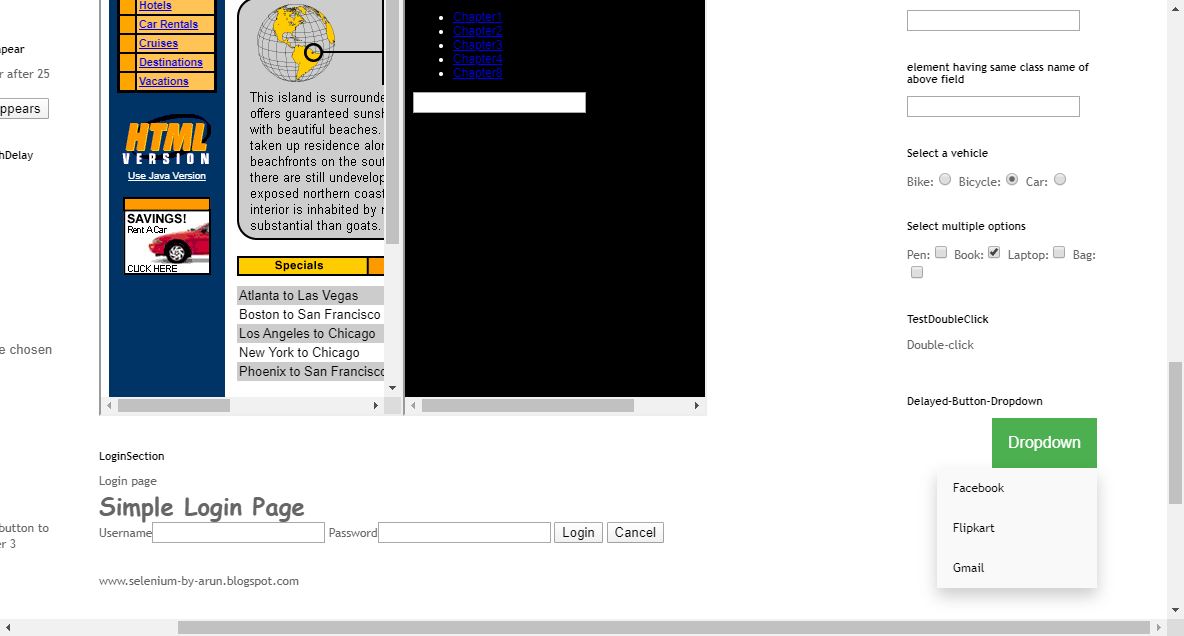 pear
r after 25
ppears
hDelay
e chosen
button to
er 3
Hotels
Car Rentals
Cruises
Destinations
Vacations
HTML
VERSION
Use Java Version
SAVINGS!
Rent A Car
CLICK HERE
This island is surrounde
offers guaranteed sunsh
with beautiful beaches.
taken up residence alon
beachfronts on the sout
there are still undevelop
exposed northern coast
interior is inhabited by
substantial than goats.
Specials
Atlanta to Las Vegas
Boston to San Francisco
Los Angeles to Chicago
New York to Chicago
Phoenix to San Francisco
Chapter1
Chapter2
Chapter3
Chapter4
Chapter8
LoginSection
Login page
Simple Login Page
Username Password Login Cancel
www.selenium-by-arun.blogspot.com
element having same class name of
above field
Select a vehicle
Bike: Bicycle: Car:
Select multiple options
Pen: Book: Laptop: Bag:
TestDoubleClick
Double-click
Delayed-Button-Dropdown
Dropdown
Facebook
Flipkart
Gmail